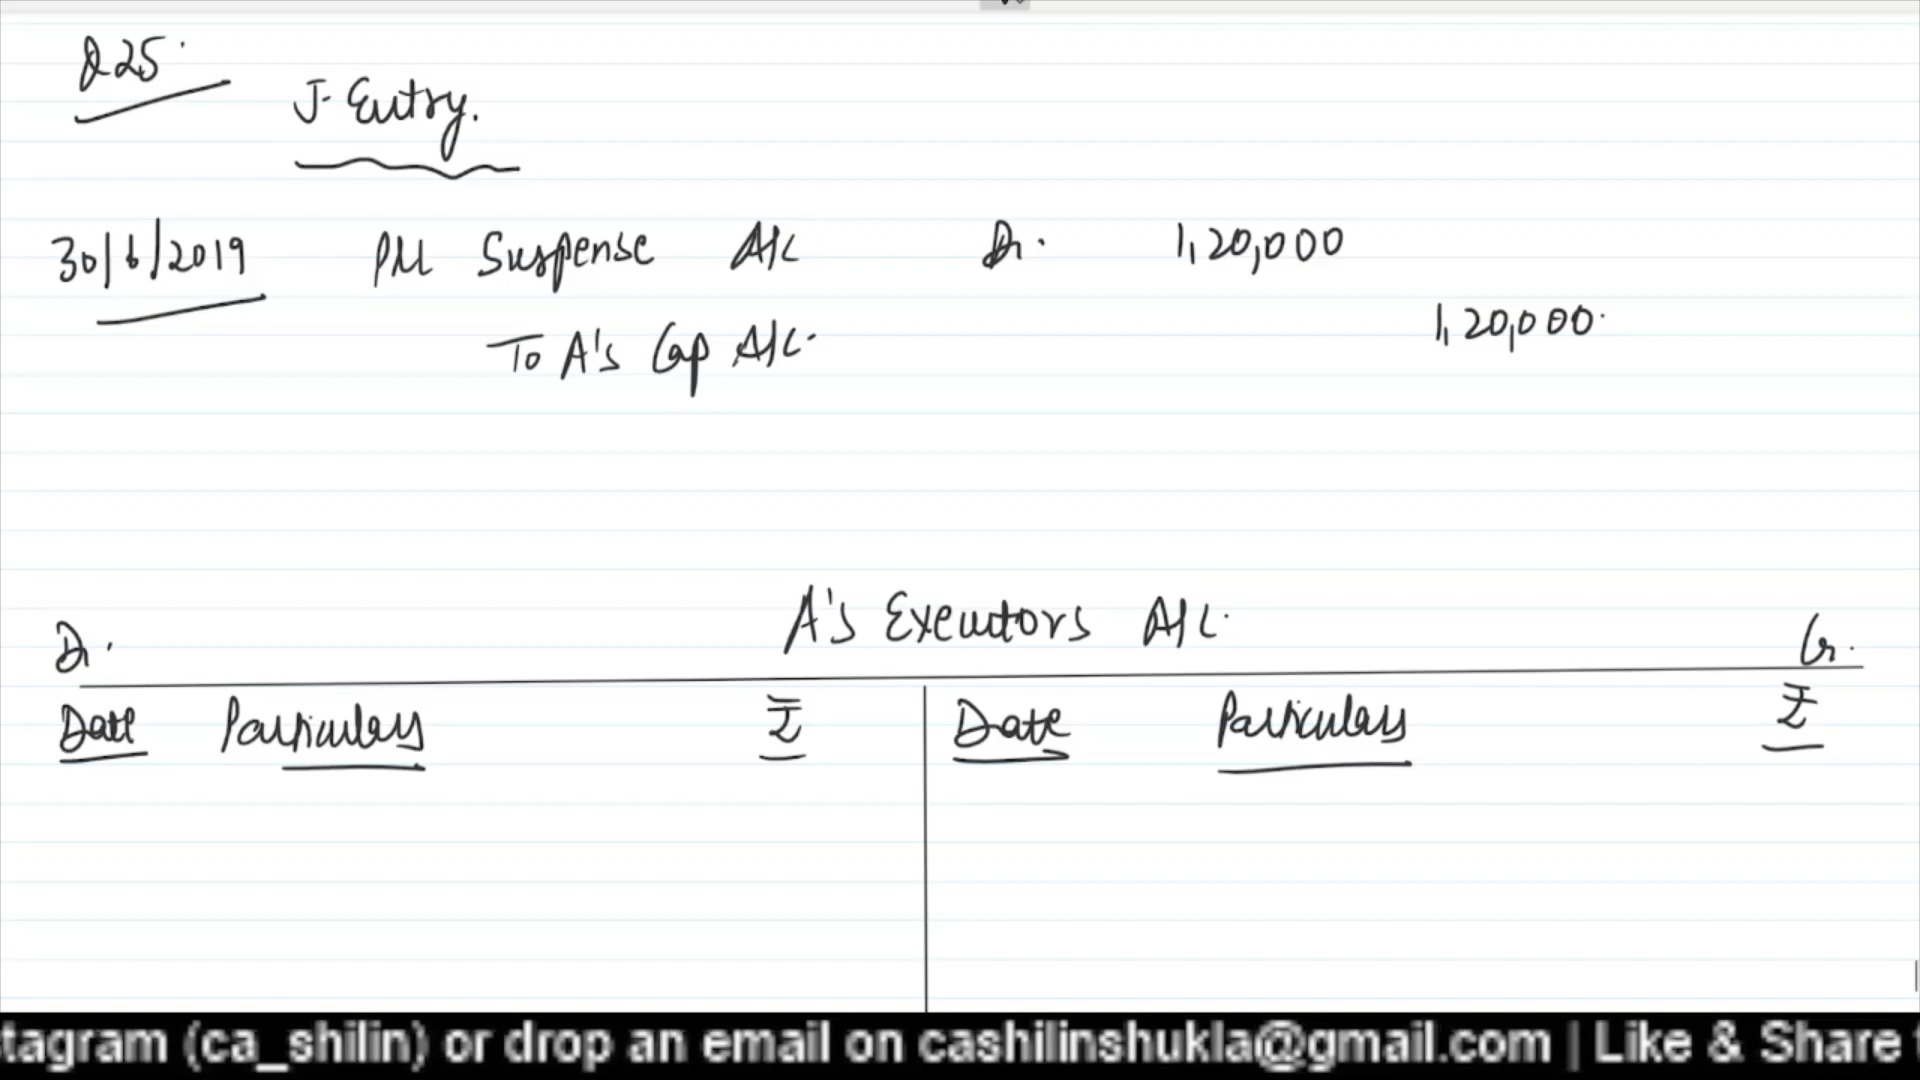 Q25.
J-Entry.
30/6/2019 P&L Suspense A/c Dr. 1,20,000
To A's Cap A/c. 1,20,000.
A's Executors A/c.
Dr. Cr.
Date Particulars ₹ Date Particulars ₹
tagram (ca_shilin) or drop an email on cashilinshukla@gmail.com | Like & Share